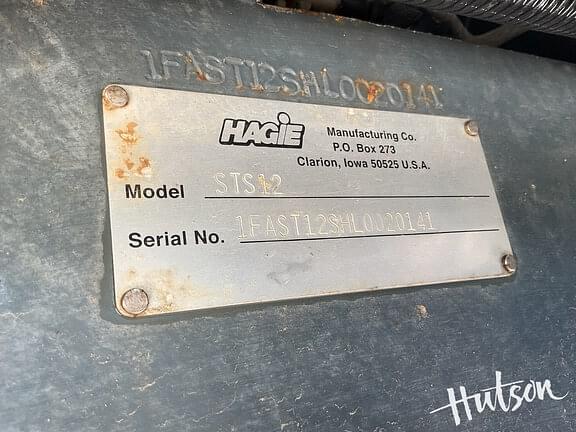 1FAST12SHL0020141
HAGIE Manufacturing Co.
P.O. Box 273
Clarion, Iowa 50525 U.S.A.
Model STS12
Serial No. 1FAST12SHL0020141
Hutson